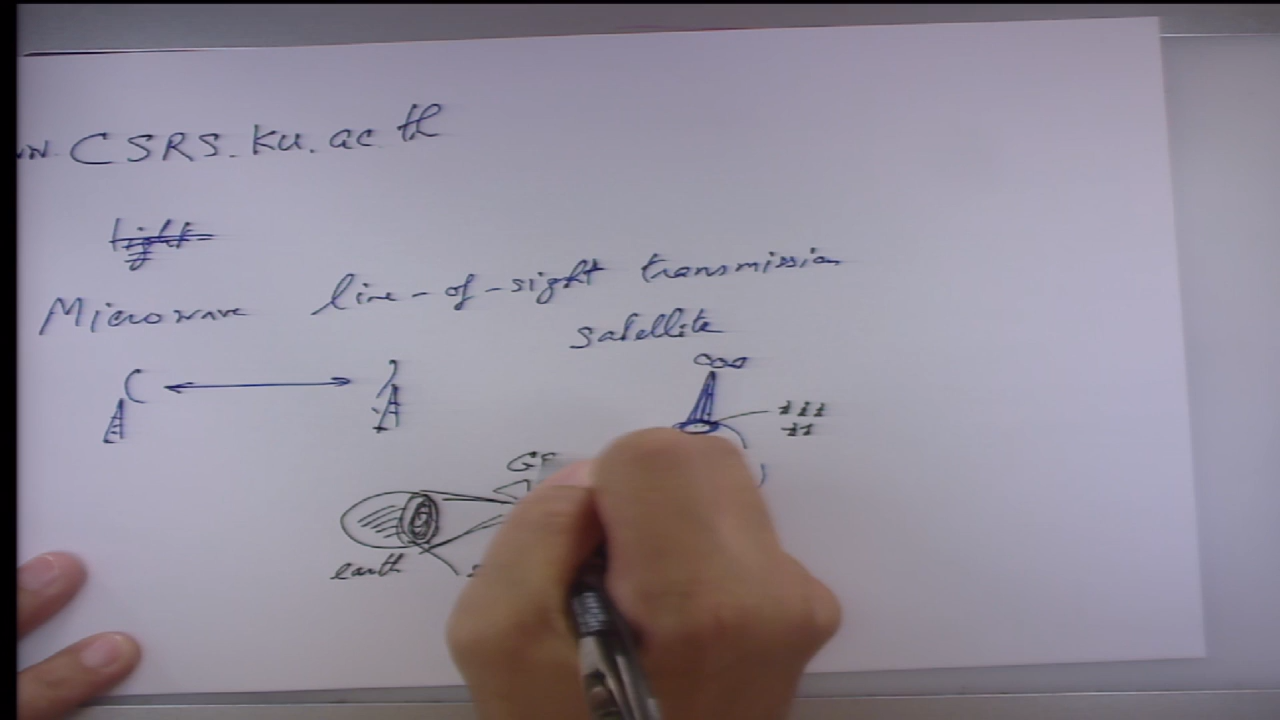 CSRS.KU.ac th
light
Microwave line-of-sight transmission
satellite
earth